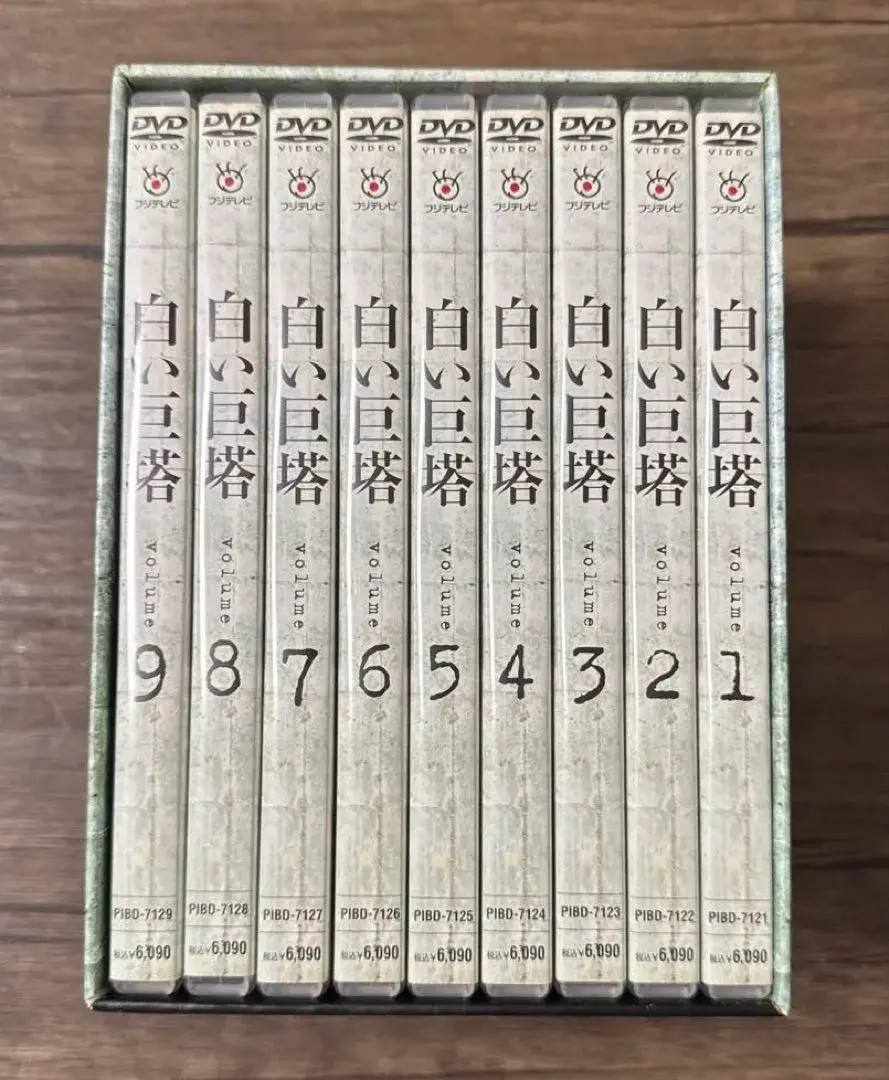 DVD
VIDEO
フジテレビ
白い巨塔
volume
9
PIBD-7129
税込¥6,090
DVD
VIDEO
フジテレビ
白い巨塔
volume
8
PIBD-7128
税込¥6,090
DVD
VIDEO
フジテレビ
白い巨塔
volume
7
PIBD-7127
税込¥6,090
DVD
VIDEO
フジテレビ
白い巨塔
volume
6
PIBD-7126
税込¥6,090
DVD
VIDEO
フジテレビ
白い巨塔
volume
5
PIBD-7125
税込¥6,090
DVD
VIDEO
フジテレビ
白い巨塔
volume
4
PIBD-7124
税込¥6,090
DVD
VIDEO
フジテレビ
白い巨塔
volume
3
PIBD-7123
税込¥6,090
DVD
VIDEO
フジテレビ
白い巨塔
volume
2
PIBD-7122
税込¥6,090
DVD
VIDEO
フジテレビ
白い巨塔
volume
1
PIBD-7121
税込¥6,090